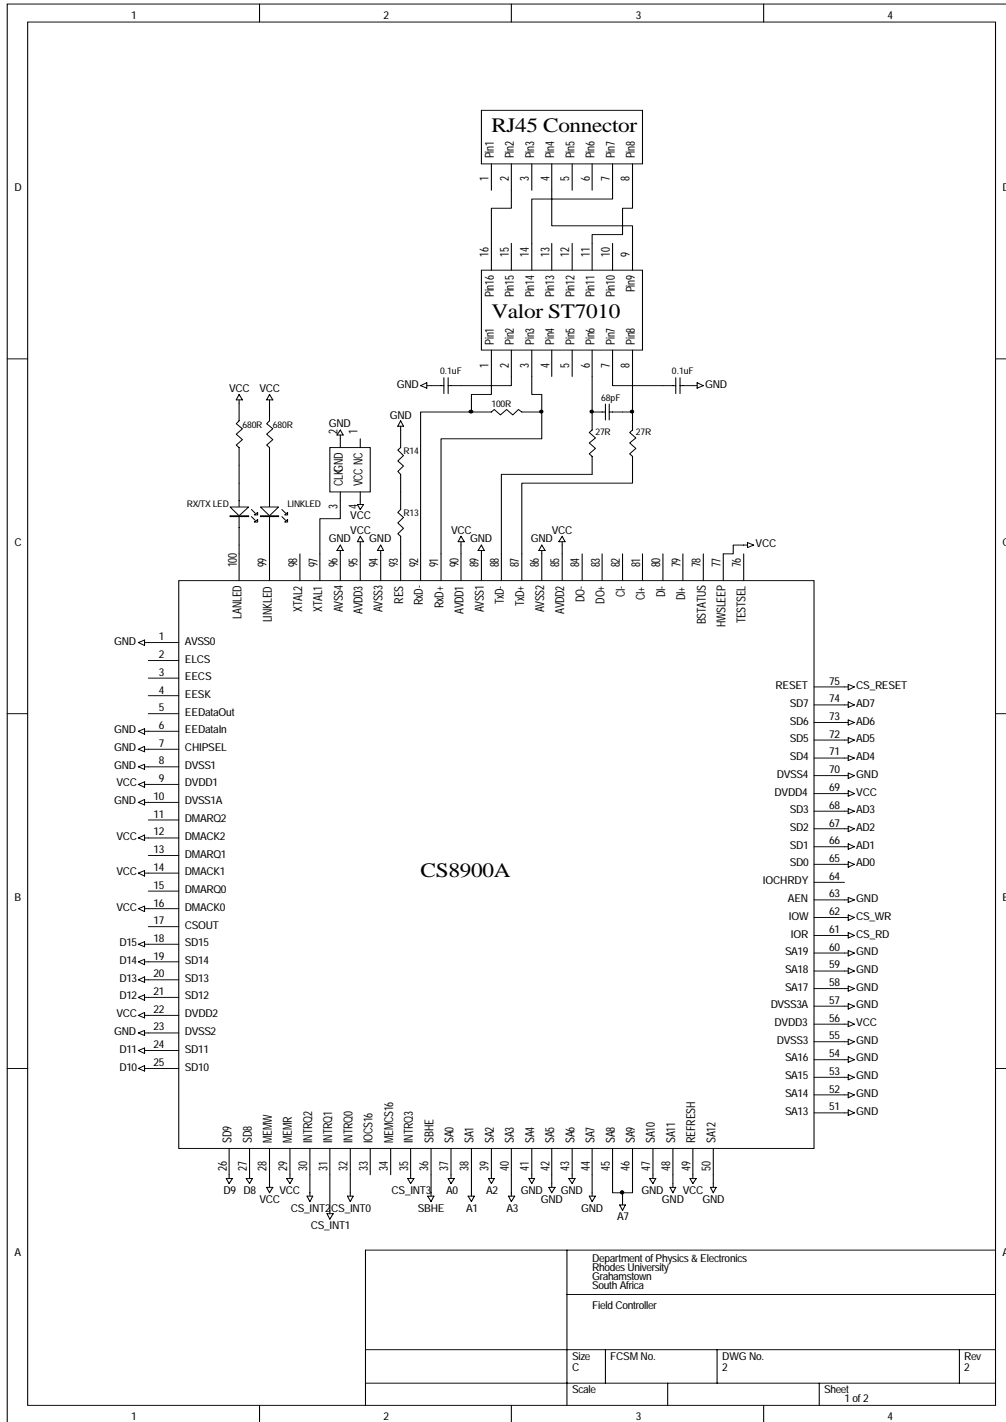 1 2 3 4
D D
C C
B B
A A
RJ45 Connector
Pin1 Pin2 Pin3 Pin4 Pin5 Pin6 Pin7 Pin8
1 2 3 4 5 6 7 8
16 15 14 13 12 11 10 9
Pin16 Pin15 Pin14 Pin13 Pin12 Pin11 Pin10 Pin9
Valor ST7010
Pin1 Pin2 Pin3 Pin4 Pin5 Pin6 Pin7 Pin8
1 2 3 4 5 6 7 8
GND 0.1uF 0.1uF GND
VCC VCC
680R 680R
100R 68pF
27R 27R
GND GND
2 1
GND NC
CLK VCC
3 4
VCC
R14
R13
RX/TX LED LINKLED
VCC GND VCC GND VCC GND GND VCC
100 99 98 97 96 95 94 93 92 91 90 89 88 87 86 85 84 83 82 81 80 79 78 77 76
LANLED LINKLED XTAL2 XTAL1 AVSS4 AVDD3 AVSS3 RES RxD- RxD+ AVDD1 AVSS1 TxD- TxD+ AVSS2 AVDD2 DO- DO+ CI- CI+ DI- DI+ BSTATUS HWSLEEP TESTSEL
GND 1 AVSS0
2 ELCS
3 EECS
4 EESK
5 EEDataOut
GND 6 EEDataIn
GND 7 CHIPSEL
GND 8 DVSS1
VCC 9 DVDD1
GND 10 DVSS1A
11 DMARQ2
VCC 12 DMACK2
13 DMARQ1
VCC 14 DMACK1
15 DMARQ0
VCC 16 DMACK0
17 CSOUT
D15 18 SD15
D14 19 SD14
D13 20 SD13
D12 21 SD12
VCC 22 DVDD2
GND 23 DVSS2
D11 24 SD11
D10 25 SD10
CS8900A
RESET 75 CS_RESET
SD7 74 AD7
SD6 73 AD6
SD5 72 AD5
SD4 71 AD4
DVSS4 70 GND
DVDD4 69 VCC
SD3 68 AD3
SD2 67 AD2
SD1 66 AD1
SD0 65 AD0
IOCHRDY 64
AEN 63 GND
IOW 62 CS_WR
IOR 61 CS_RD
SA19 60 GND
SA18 59 GND
SA17 58 GND
DVSS3A 57 GND
DVDD3 56 VCC
DVSS3 55 GND
SA16 54 GND
SA15 53 GND
SA14 52 GND
SA13 51 GND
SD9 SD8 MEMW MEMR INTRQ2 INTRQ1 INTRQ0 IOCS16 MEMCS16 INTRQ3 SBHE SA0 SA1 SA2 SA3 SA4 SA5 SA6 SA7 SA8 SA9 SA10 SA11 REFRESH SA12
26 27 28 29 30 31 32 33 34 35 36 37 38 39 40 41 42 43 44 45 46 47 48 49 50
D9 D8 VCC VCC CS_INT2 CS_INT1 CS_INT0 CS_INT3 SBHE A0 A1 A2 A3 GND GND GND GND A7 GND GND VCC GND
Department of Physics & Electronics
Rhodes University
Grahamstown
South Africa
Field Controller
Size
C
FCSM No.
DWG No.
2
Rev
2
Scale
Sheet
1 of 2
1 2 3 4